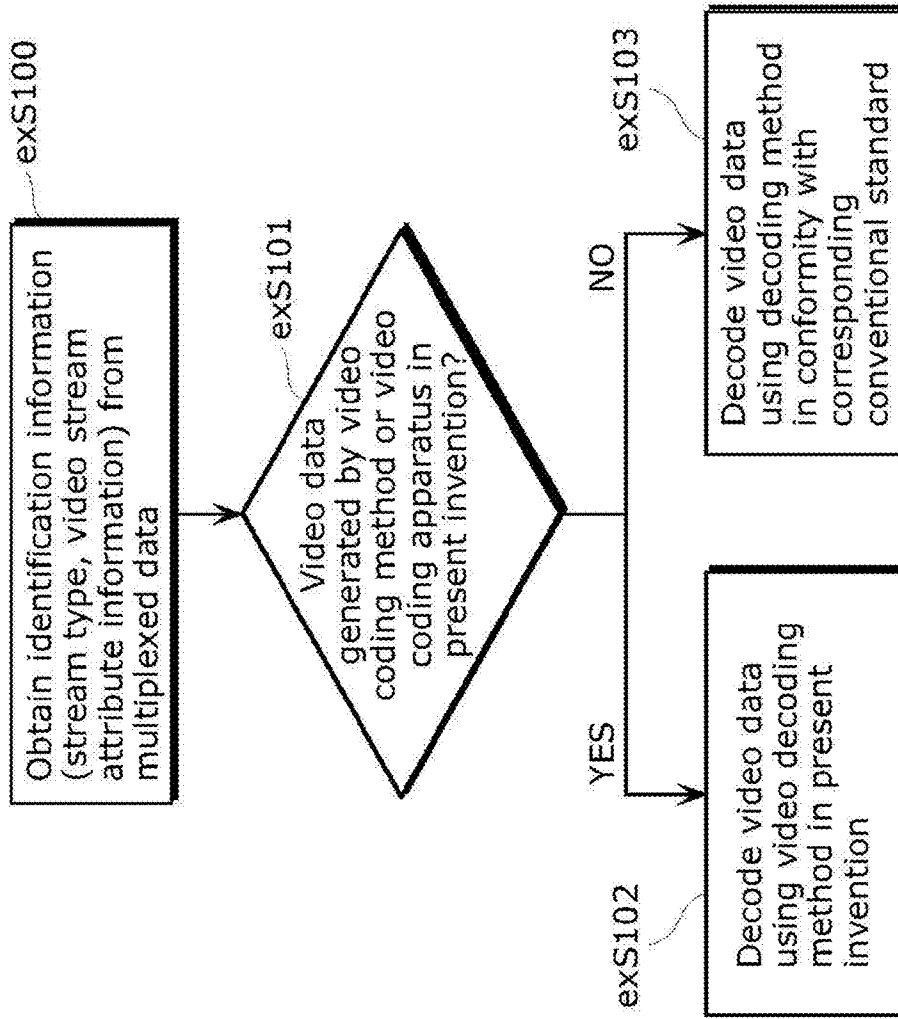 exS100
Obtain identification information
(stream type, video stream
attribute information) from
multiplexed data
exS101
Video data
generated by video
coding method or video
coding apparatus in
present invention?
YES
NO
exS102
Decode video data
using video decoding
method in present
invention
exS103
Decode video data
using decoding method
in conformity with
corresponding
conventional standard